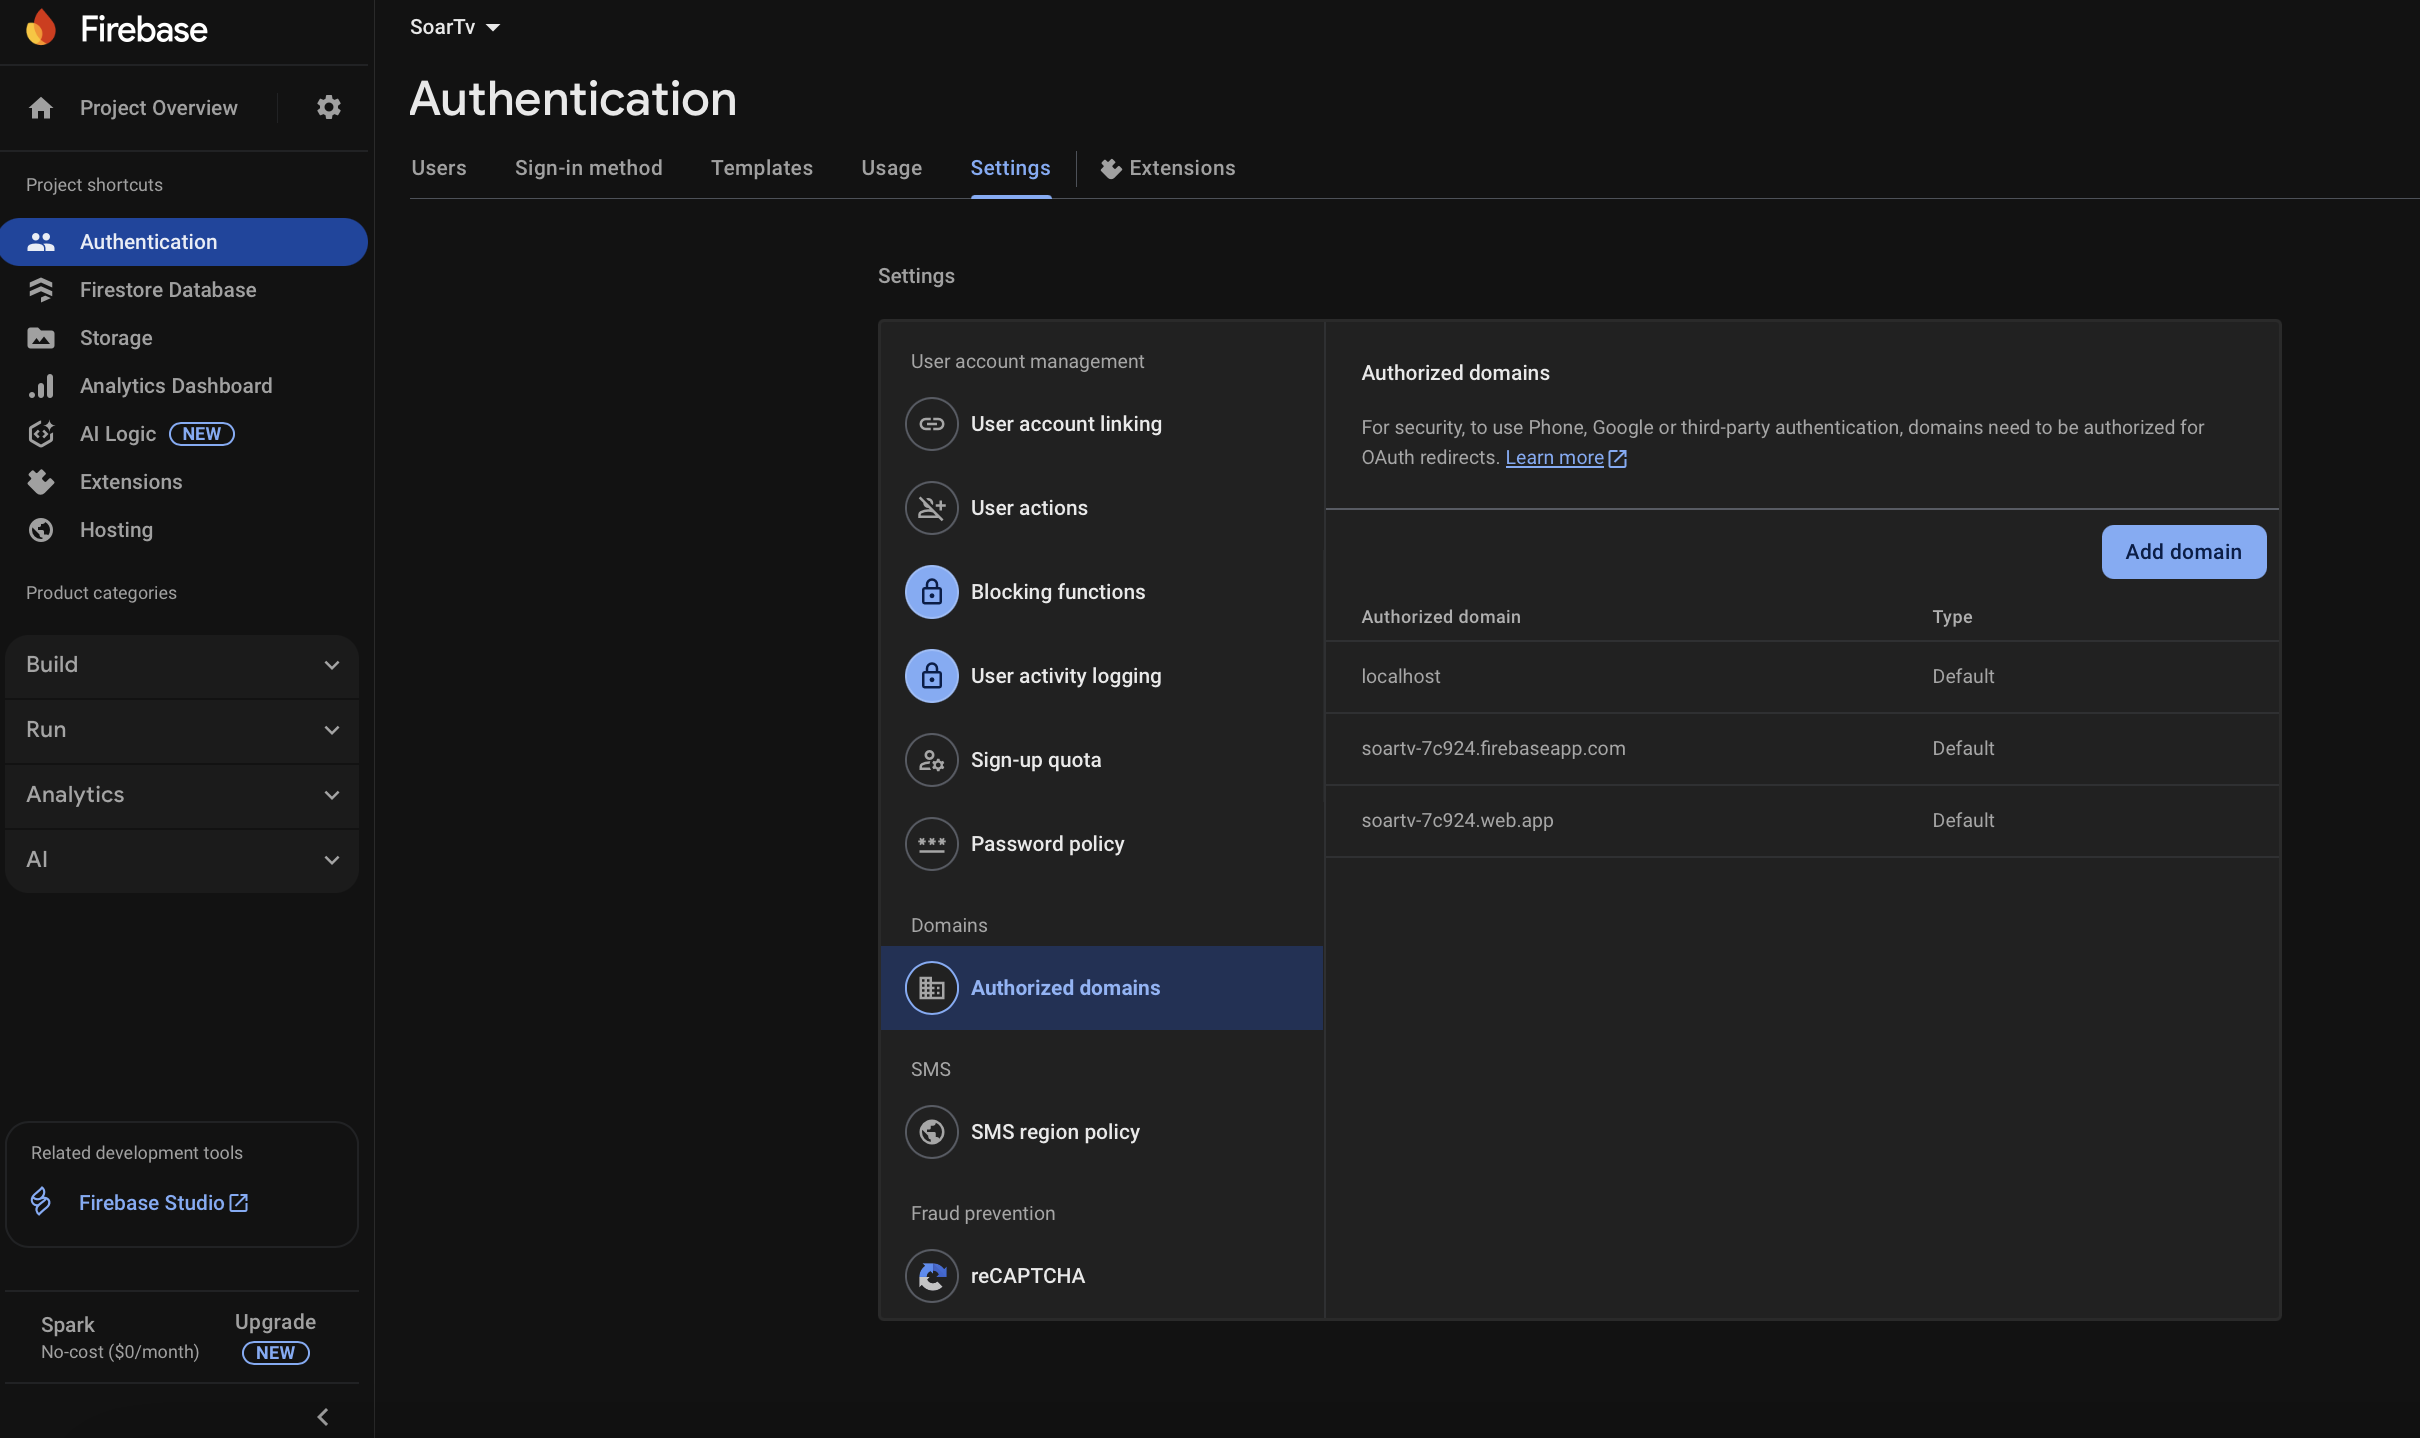 Firebase
Project Overview
Project shortcuts
Authentication
Firestore Database
Storage
Analytics Dashboard
AI Logic NEW
Extensions
Hosting
Product categories
Build
Run
Analytics
AI
Related development tools
Firebase Studio
Spark
No-cost ($0/month)
Upgrade
NEW
SoarTv
Authentication
Users Sign-in method Templates Usage Settings Extensions
Settings
User account management
User account linking
User actions
Blocking functions
User activity logging
Sign-up quota
Password policy
Domains
Authorized domains
SMS
SMS region policy
Fraud prevention
reCAPTCHA
Authorized domains
For security, to use Phone, Google or third-party authentication, domains need to be authorized for
OAuth redirects. Learn more
Add domain
Authorized domain Type
localhost Default
soartv-7c924.firebaseapp.com Default
soartv-7c924.web.app Default